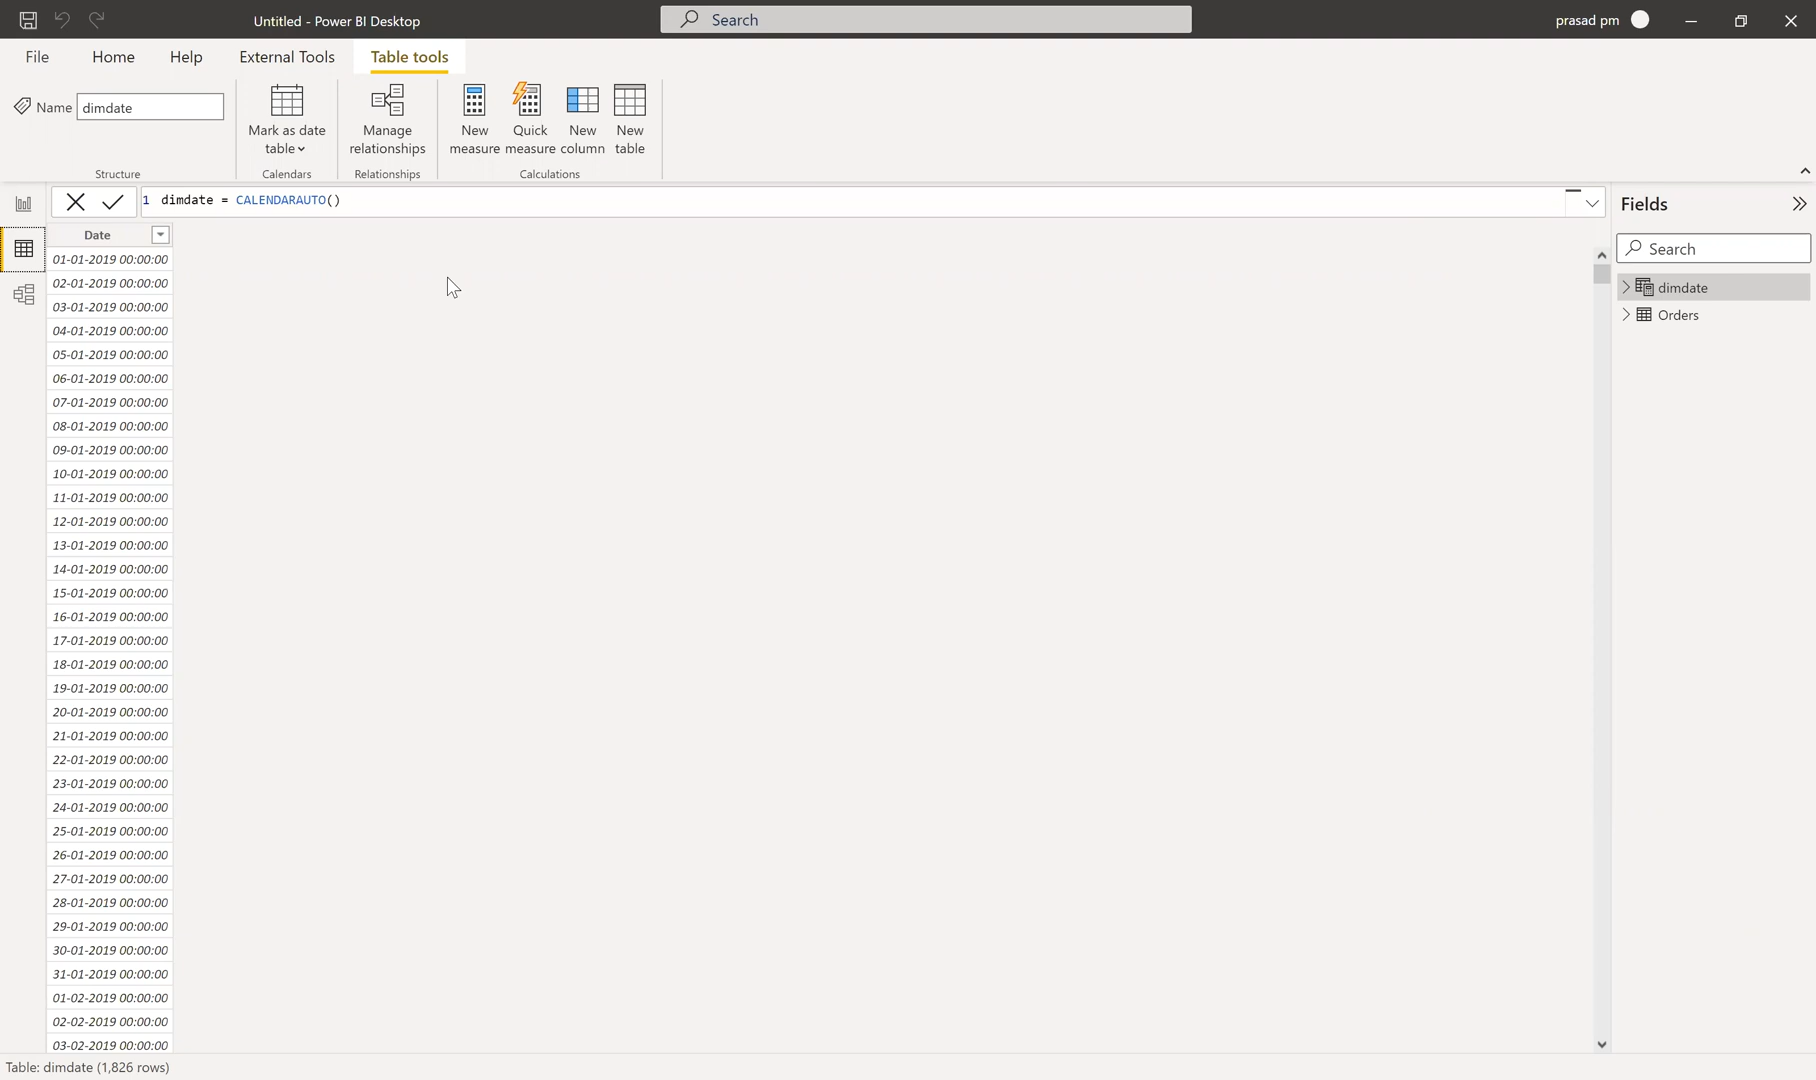 Untitled - Power BI Desktop
Search
prasad pm
File Home Help External Tools Table tools
Name dimdate
Mark as date table
Manage relationships
New measure
Quick measure
New column
New table
Structure
Calendars
Relationships
Calculations
1 dimdate = CALENDARAUTO()
Fields
Search
dimdate
Orders
Date
01-01-2019 00:00:00
02-01-2019 00:00:00
03-01-2019 00:00:00
04-01-2019 00:00:00
05-01-2019 00:00:00
06-01-2019 00:00:00
07-01-2019 00:00:00
08-01-2019 00:00:00
09-01-2019 00:00:00
10-01-2019 00:00:00
11-01-2019 00:00:00
12-01-2019 00:00:00
13-01-2019 00:00:00
14-01-2019 00:00:00
15-01-2019 00:00:00
16-01-2019 00:00:00
17-01-2019 00:00:00
18-01-2019 00:00:00
19-01-2019 00:00:00
20-01-2019 00:00:00
21-01-2019 00:00:00
22-01-2019 00:00:00
23-01-2019 00:00:00
24-01-2019 00:00:00
25-01-2019 00:00:00
26-01-2019 00:00:00
27-01-2019 00:00:00
28-01-2019 00:00:00
29-01-2019 00:00:00
30-01-2019 00:00:00
31-01-2019 00:00:00
01-02-2019 00:00:00
02-02-2019 00:00:00
03-02-2019 00:00:00
Table: dimdate (1,826 rows)